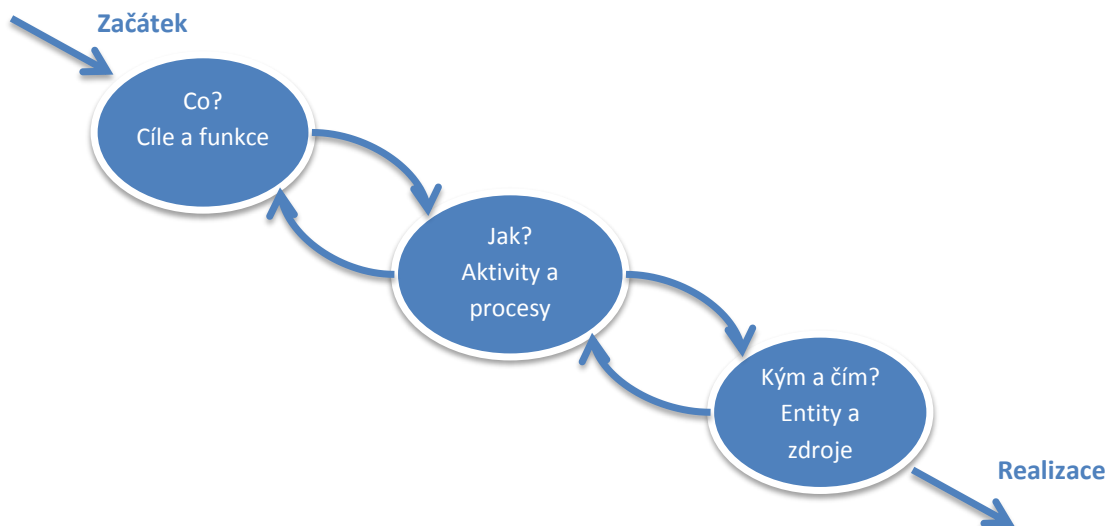 Začátek
Co?
Cíle a funkce
Jak?
Aktivity a
procesy
Kým a čím?
Entity a
zdroje
Realizace